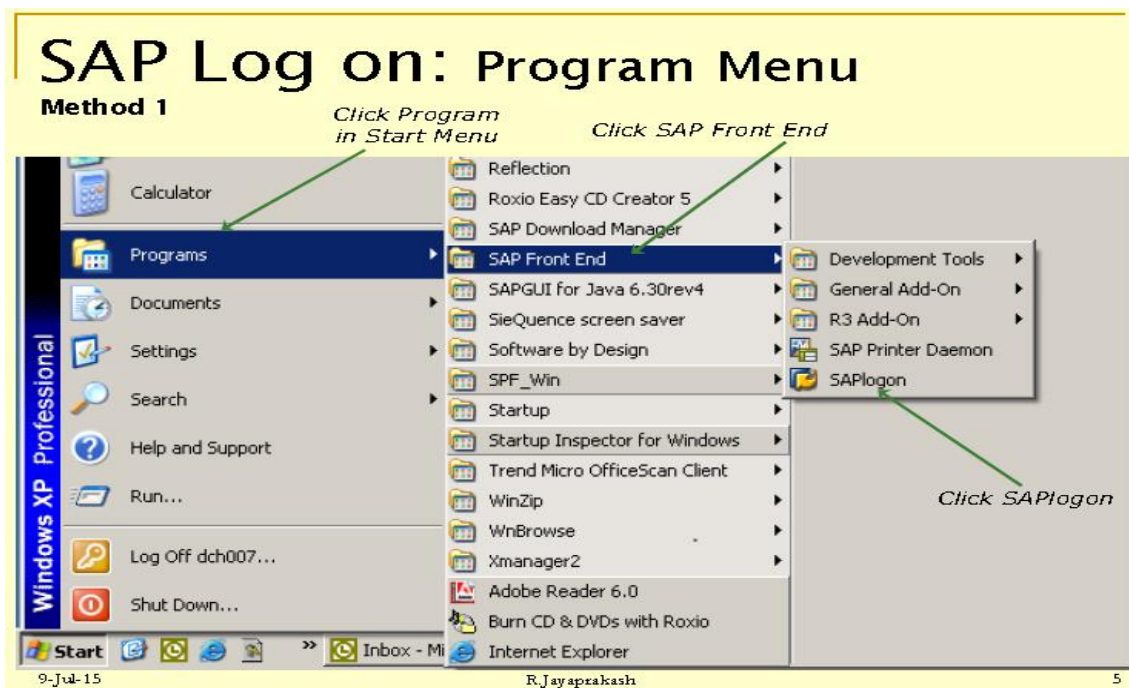 SAP Log on: Program Menu
Method 1
Click Program
in Start Menu
Click SAP Front End
Calculator
Programs
Documents
Settings
Search
Help and Support
Run...
Log Off dch007...
Shut Down...
Windows XP Professional
Reflection
Roxio Easy CD Creator 5
SAP Download Manager
SAP Front End
SAPGUI for Java 6.30rev4
SieQuence screen saver
Software by Design
SPF_Win
Startup
Startup Inspector for Windows
Trend Micro OfficeScan Client
WinZip
WnBrowse
Xmanager2
Adobe Reader 6.0
Burn CD & DVDs with Roxio
Internet Explorer
Development Tools
General Add-On
R3 Add-On
SAP Printer Daemon
SAPlogon
Click SAPlogon
Start
» Inbox - Mi
9-Jul-15
R.Jayaprakash
5